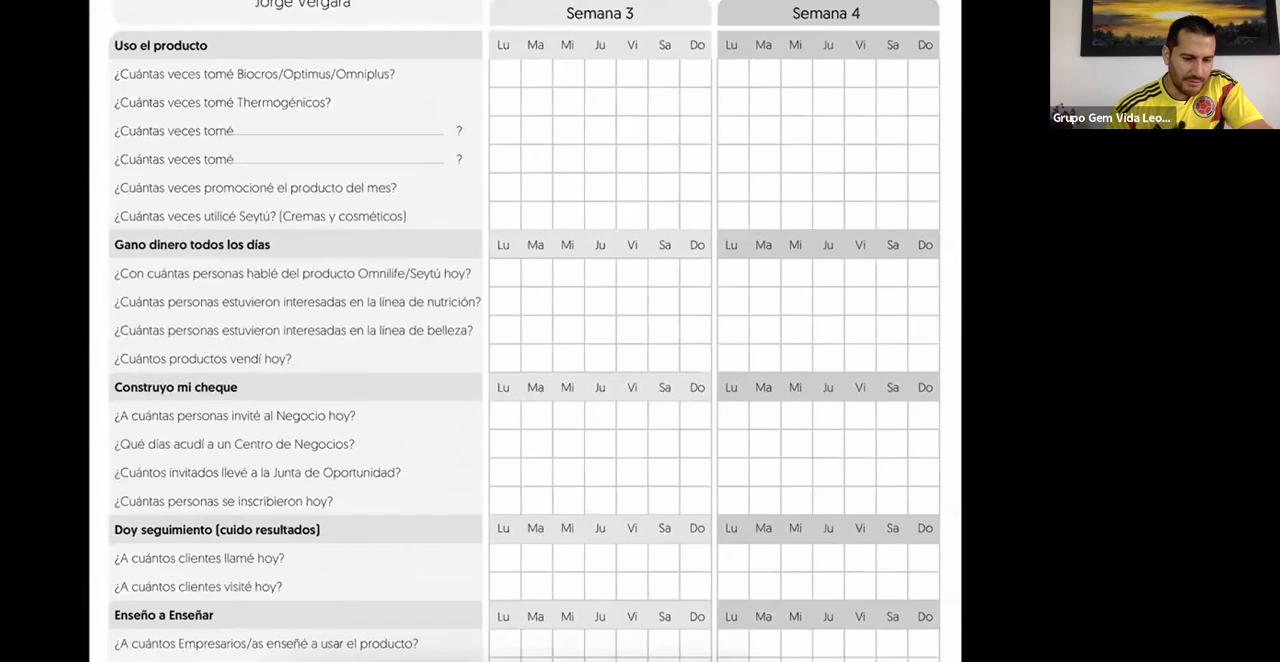 Jorge Vergara
Semana 3 Semana 4
Uso el producto Lu Ma Mi Ju Vi Sa Do Lu Ma Mi Ju Vi Sa Do
¿Cuántas veces tomé Biocros/Optimus/Omniplus?
¿Cuántas veces tomé Thermogénicos?
¿Cuántas veces tomé ?
¿Cuántas veces tomé ?
¿Cuántas veces promocioné el producto del mes?
¿Cuántas veces utilicé Seytú? (Cremas y cosméticos)
Gano dinero todos los días Lu Ma Mi Ju Vi Sa Do Lu Ma Mi Ju Vi Sa Do
¿Con cuántas personas hablé del producto Omnilife/Seytú hoy?
¿Cuántas personas estuvieron interesadas en la línea de nutrición?
¿Cuántas personas estuvieron interesadas en la línea de belleza?
¿Cuántos productos vendí hoy?
Construyo mi cheque Lu Ma Mi Ju Vi Sa Do Lu Ma Mi Ju Vi Sa Do
¿A cuántas personas invité al Negocio hoy?
¿Qué días acudí a un Centro de Negocios?
¿Cuántos invitados llevé a la Junta de Oportunidad?
¿Cuántas personas se inscribieron hoy?
Doy seguimiento (cuido resultados) Lu Ma Mi Ju Vi Sa Do Lu Ma Mi Ju Vi Sa Do
¿A cuántos clientes llamé hoy?
¿A cuántos clientes visité hoy?
Enseño a Enseñar Lu Ma Mi Ju Vi Sa Do Lu Ma Mi Ju Vi Sa Do
¿A cuántos Empresarios/as enseñé a usar el producto?
Grupo Gem Vida Leo...